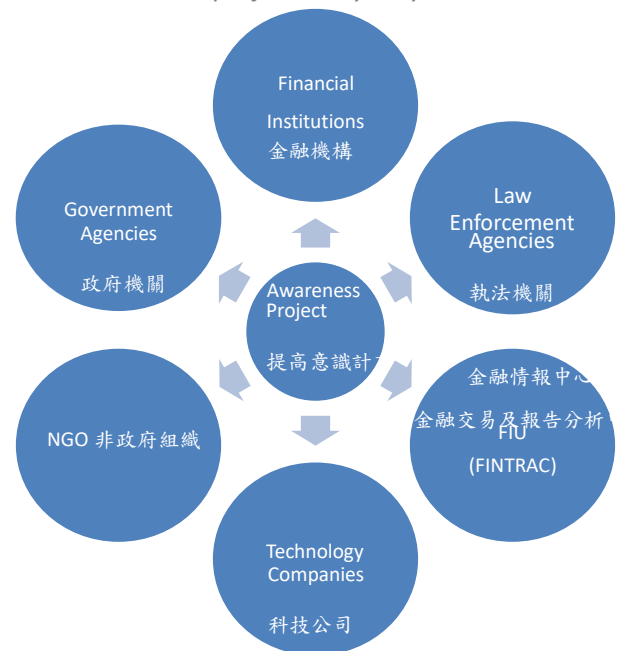 Financial
Institutions
金融機構
Government
Agencies
政府機關
Law
Enforcement
Agencies
執法機關
Awareness
Project
提高意識計
NGO 非政府組織
金融情報中心
金融交易及報告分析
FIU
(FINTRAC)
Technology
Companies
科技公司